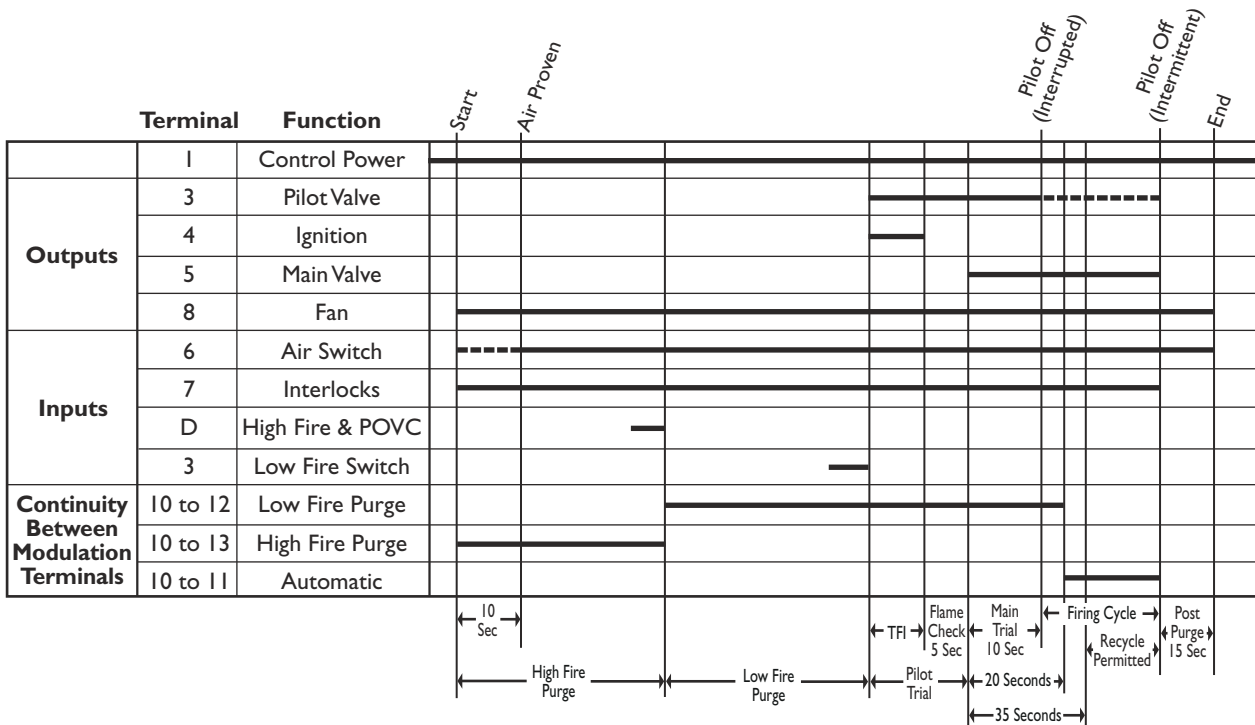 Start
Air Proven
Pilot Off
(Interrupted)
Pilot Off
(Intermittent)
End
Terminal Function
1 Control Power
Outputs
3 Pilot Valve
4 Ignition
5 Main Valve
8 Fan
Inputs
6 Air Switch
7 Interlocks
D High Fire & POVC
3 Low Fire Switch
Continuity
Between
Modulation
Terminals
10 to 12 Low Fire Purge
10 to 13 High Fire Purge
10 to 11 Automatic
10
Sec
TFI
Flame
Check
5 Sec
Main
Trial
10 Sec
Firing Cycle
Recycle
Permitted
Post
Purge
15 Sec
High Fire
Purge
Low Fire
Purge
Pilot
Trial
20 Seconds
35 Seconds